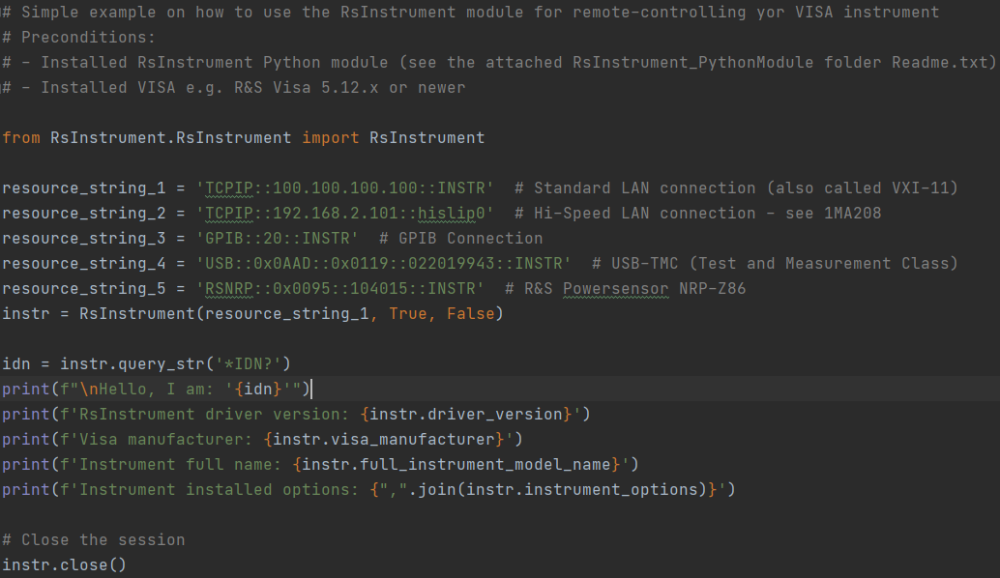 # Simple example on how to use the RsInstrument module for remote-controlling yor VISA instrument
# Preconditions:
# - Installed RsInstrument Python module (see the attached RsInstrument_PythonModule folder Readme.txt)
# - Installed VISA e.g. R&S Visa 5.12.x or newer
from RsInstrument.RsInstrument import RsInstrument
resource_string_1 = 'TCPIP::100.100.100.100::INSTR'  # Standard LAN connection (also called VXI-11)
resource_string_2 = 'TCPIP::192.168.2.101::hislip0'  # Hi-Speed LAN connection - see 1MA208
resource_string_3 = 'GPIB::20::INSTR'  # GPIB Connection
resource_string_4 = 'USB::0x0AAD::0x0119::022019943::INSTR'  # USB-TMC (Test and Measurement Class)
resource_string_5 = 'RSNRP::0x0095::104015::INSTR'  # R&S Powersensor NRP-Z86
instr = RsInstrument(resource_string_1, True, False)
idn = instr.query_str('*IDN?')
print(f"\nHello, I am: '{idn}'")
print(f'RsInstrument driver version: {instr.driver_version}')
print(f'Visa manufacturer: {instr.visa_manufacturer}')
print(f'Instrument full name: {instr.full_instrument_model_name}')
print(f'Instrument installed options: {",".join(instr.instrument_options)}')
# Close the session
instr.close()